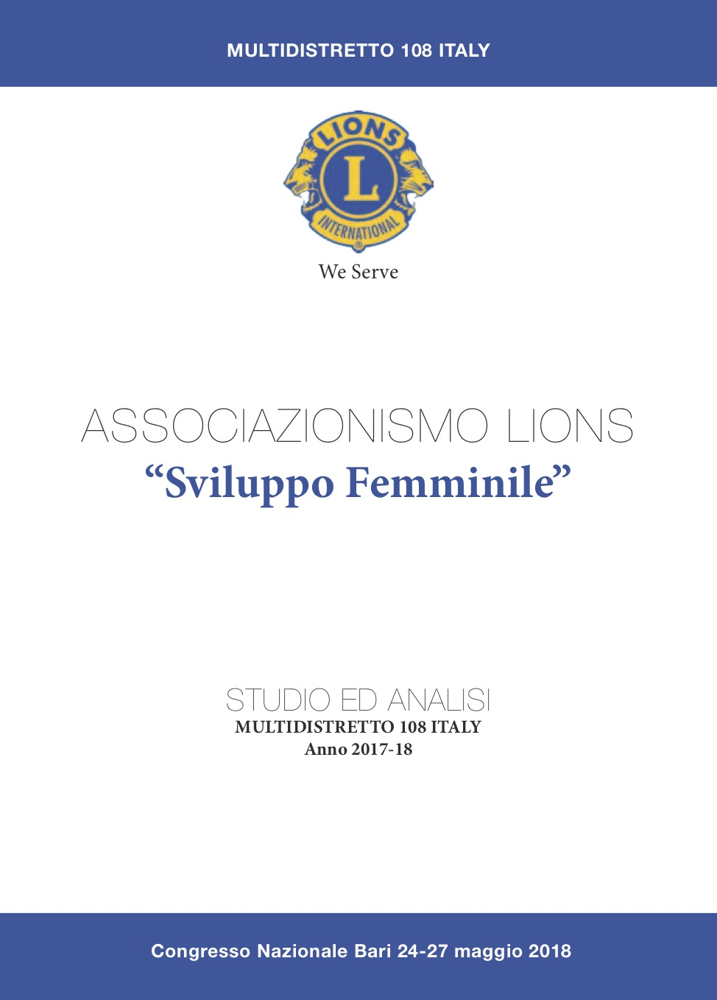 MULTIDISTRETTO 108 ITALY
LIONS
L
INTERNATIONAL
®
We Serve
ASSOCIAZIONISMO LIONS
“Sviluppo Femminile”
STUDIO ED ANALISI
MULTIDISTRETTO 108 ITALY
Anno 2017-18
Congresso Nazionale Bari 24-27 maggio 2018